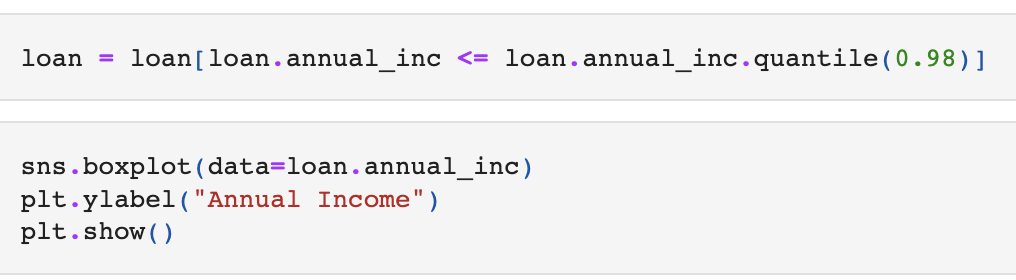 loan = loan[loan.annual_inc <= loan.annual_inc.quantile(0.98)]
sns.boxplot(data=loan.annual_inc)
plt.ylabel("Annual Income")
plt.show()